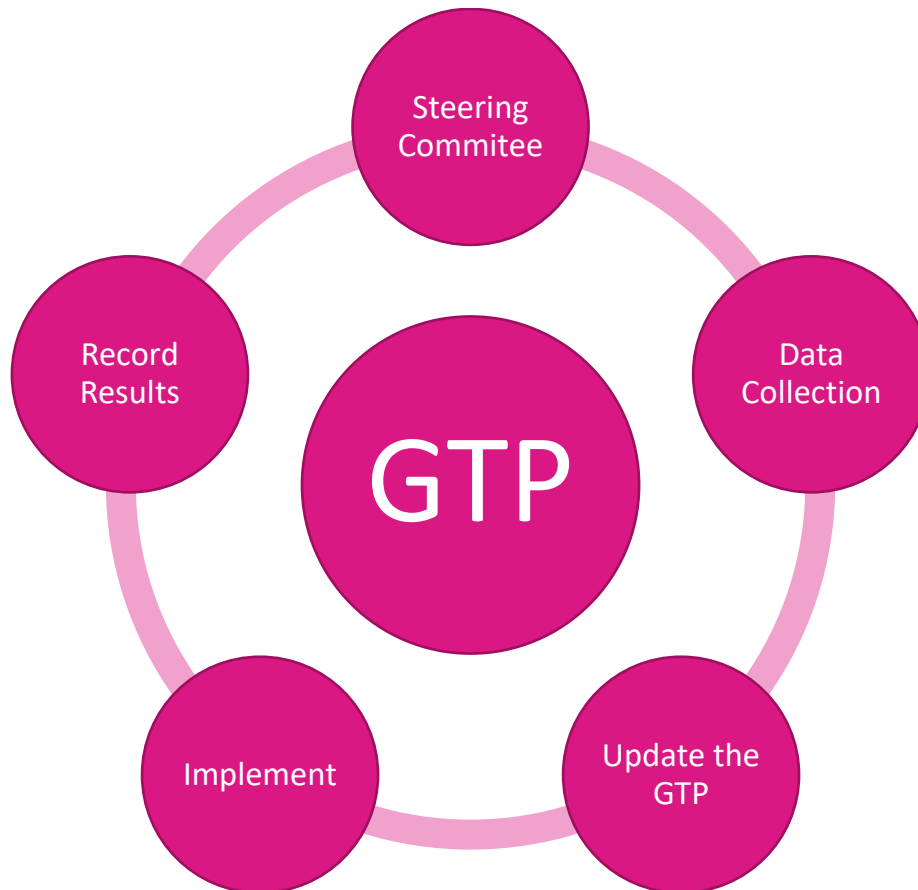 Steering
Commitee
Data
Collection
Update the
GTP
Implement
Record
Results
GTP